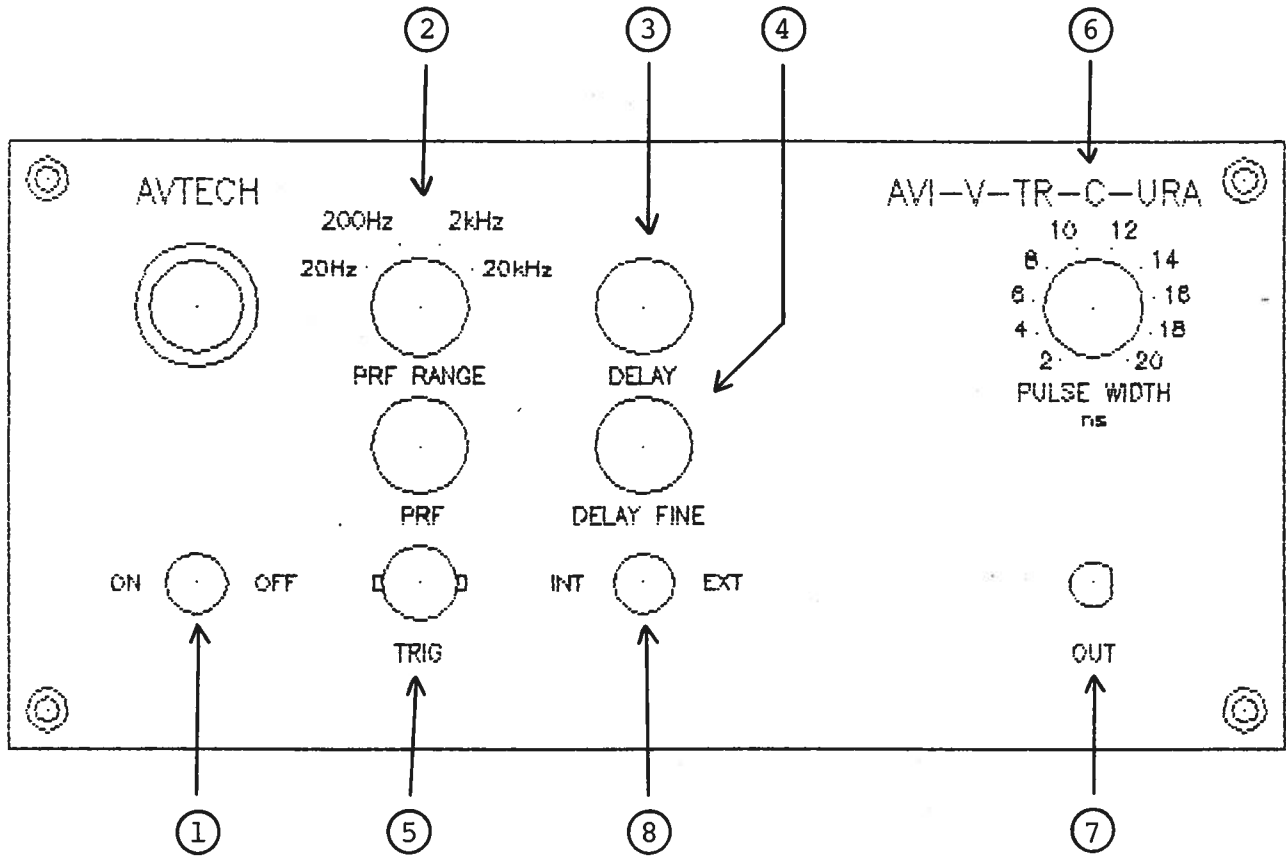 2 3 4 6
AVTECH AVI-V-TR-C-URA
200Hz 2kHz 10 12
20Hz 20kHz 8 14
6 16
4 18
2 20
PRF RANGE DELAY PULSE WIDTH
ns
PRF DELAY FINE
ON OFF INT EXT
TRIG OUT
1 5 8 7